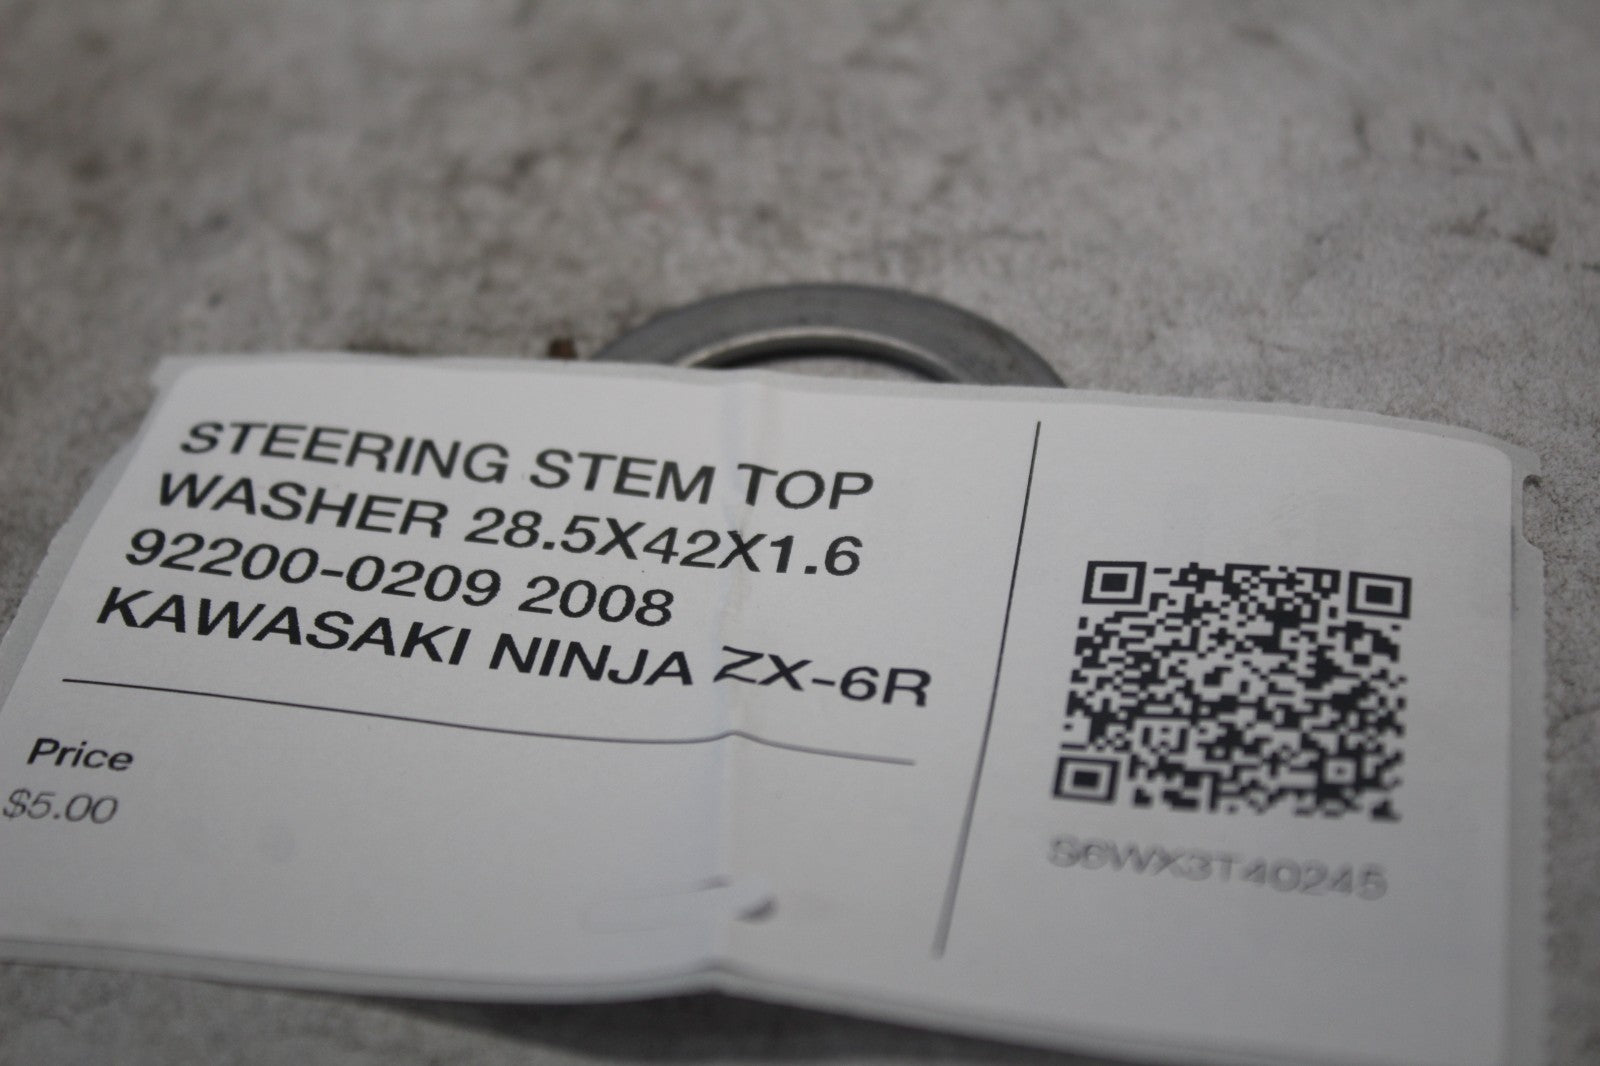 STEERING STEM TOP
WASHER 28.5X42X1.6
92200-0209 2008
KAWASAKI NINJA ZX-6R
Price
$5.00
S6WX3T40245